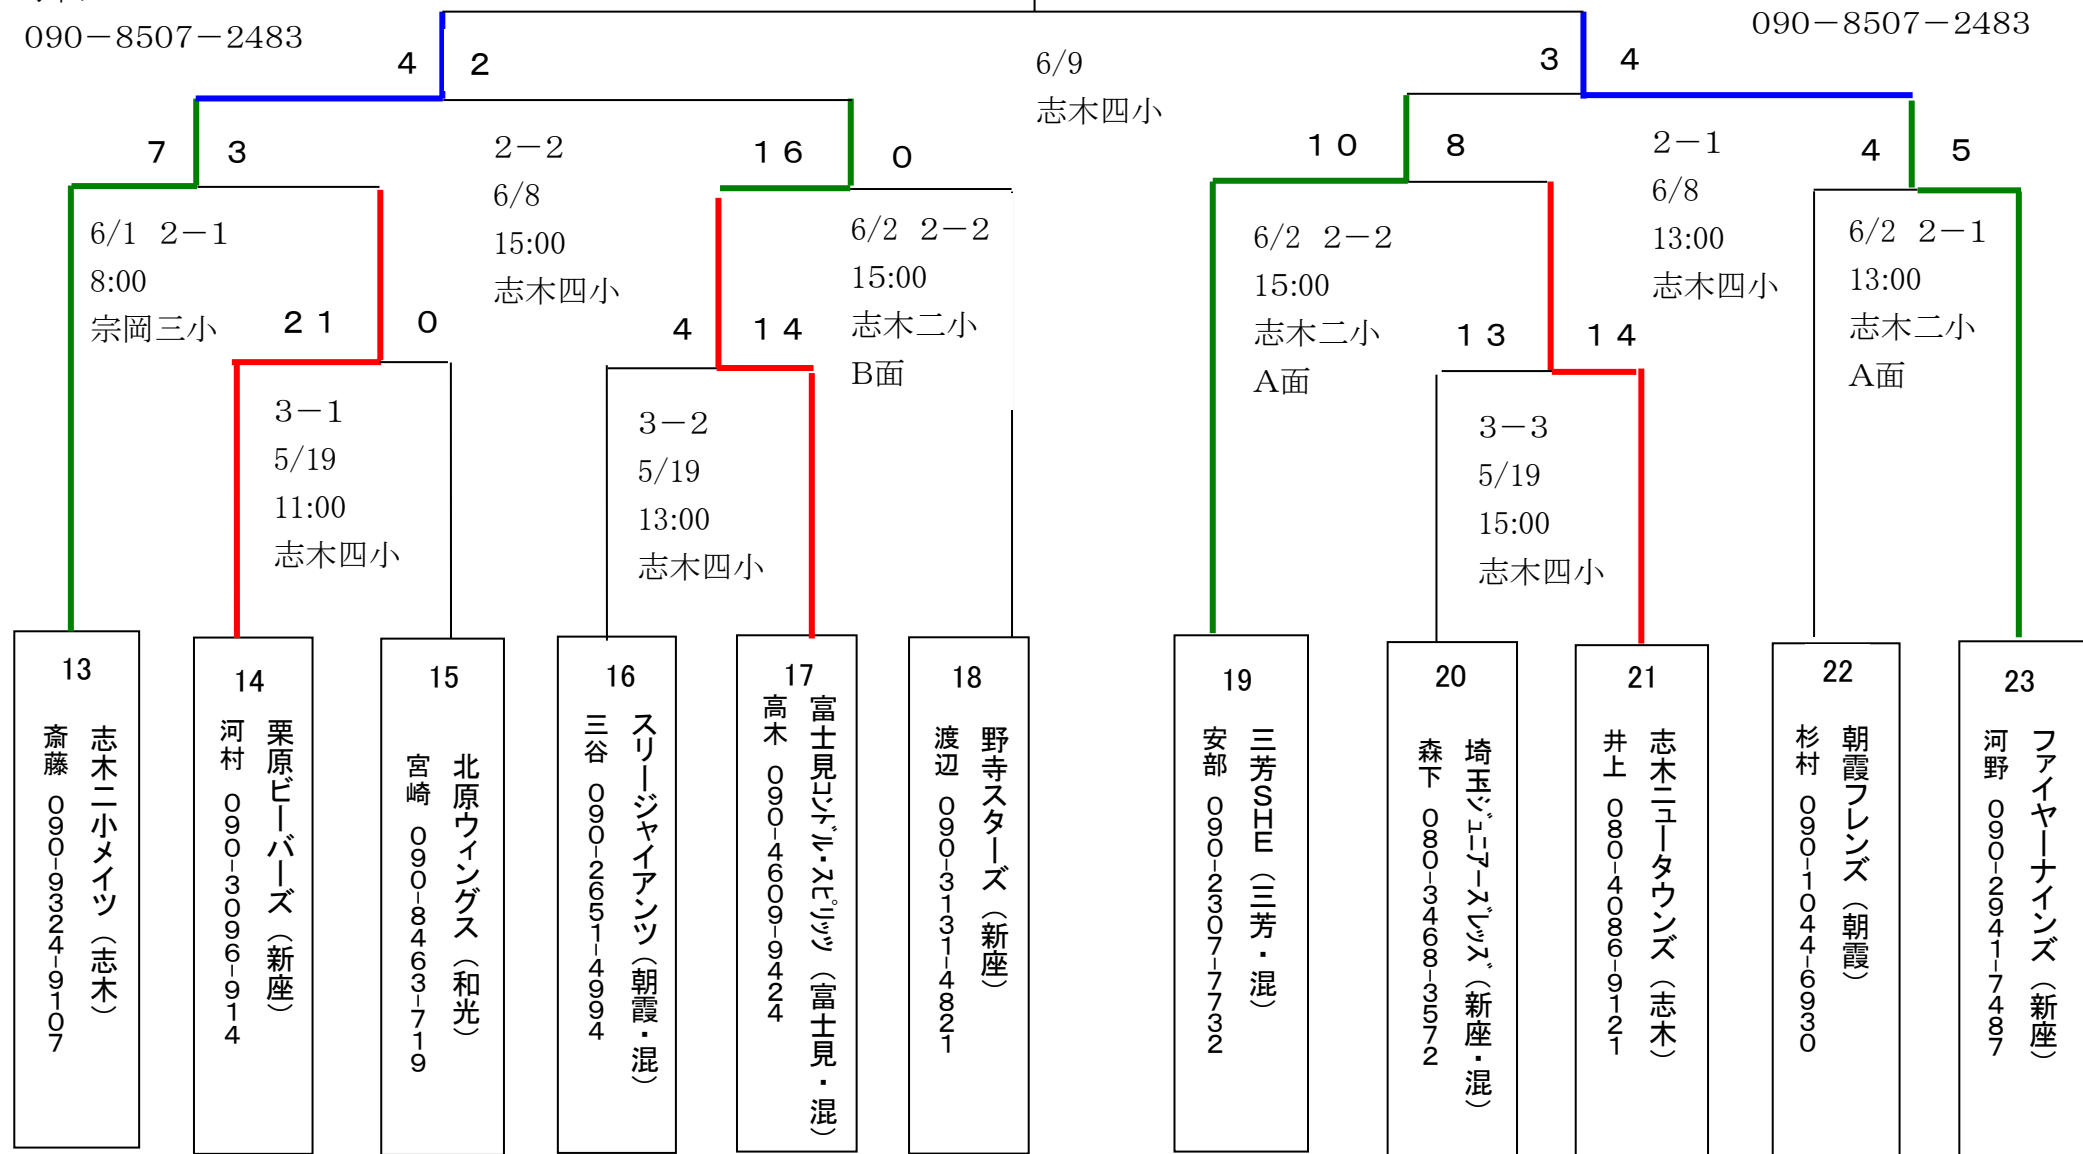 090－8507－2483
090－8507－2483
4 2
6/9
志木四小
3 4
7 3
2－2
6/8
15:00
志木四小
16 0
10 8
2－1
6/8
13:00
志木四小
4 5
6/1 2－1
8:00
宗岡三小
6/2 2－2
15:00
志木二小
B面
6/2 2－2
15:00
志木二小
A面
6/2 2－1
13:00
志木二小
A面
21 0
4 14
13 14
3－1
5/19
11:00
志木四小
3－2
5/19
13:00
志木四小
3－3
5/19
15:00
志木四小
13
志木二小メイツ（志木）
斎藤 090-9324-9107
14
栗原ビーバーズ（新座）
河村 090-3096-914
15
北原ウィングス（和光）
宮崎 090-8463-719
16
スリージャイアンツ（朝霞・混）
三谷 090-2651-4994
17
富士見ｺﾝﾄﾞﾙ・ｽﾋﾟﾘｯﾂ（富士見・混）
高木 090-4609-9424
18
野寺スターズ（新座）
渡辺 090-3131-4821
19
三芳SHE（三芳・混）
安部 090-2307-7732
20
埼玉ｼﾞｭﾆｱｰｽﾞﾚｯｽﾞ（新座・混）
森下 080-3468-3572
21
志木ニュータウンズ（志木）
井上 080-4086-9121
22
朝霞フレンズ（朝霞）
杉村 090-1044-6930
23
ファイヤーナインズ（新座）
河野 090-2941-7487